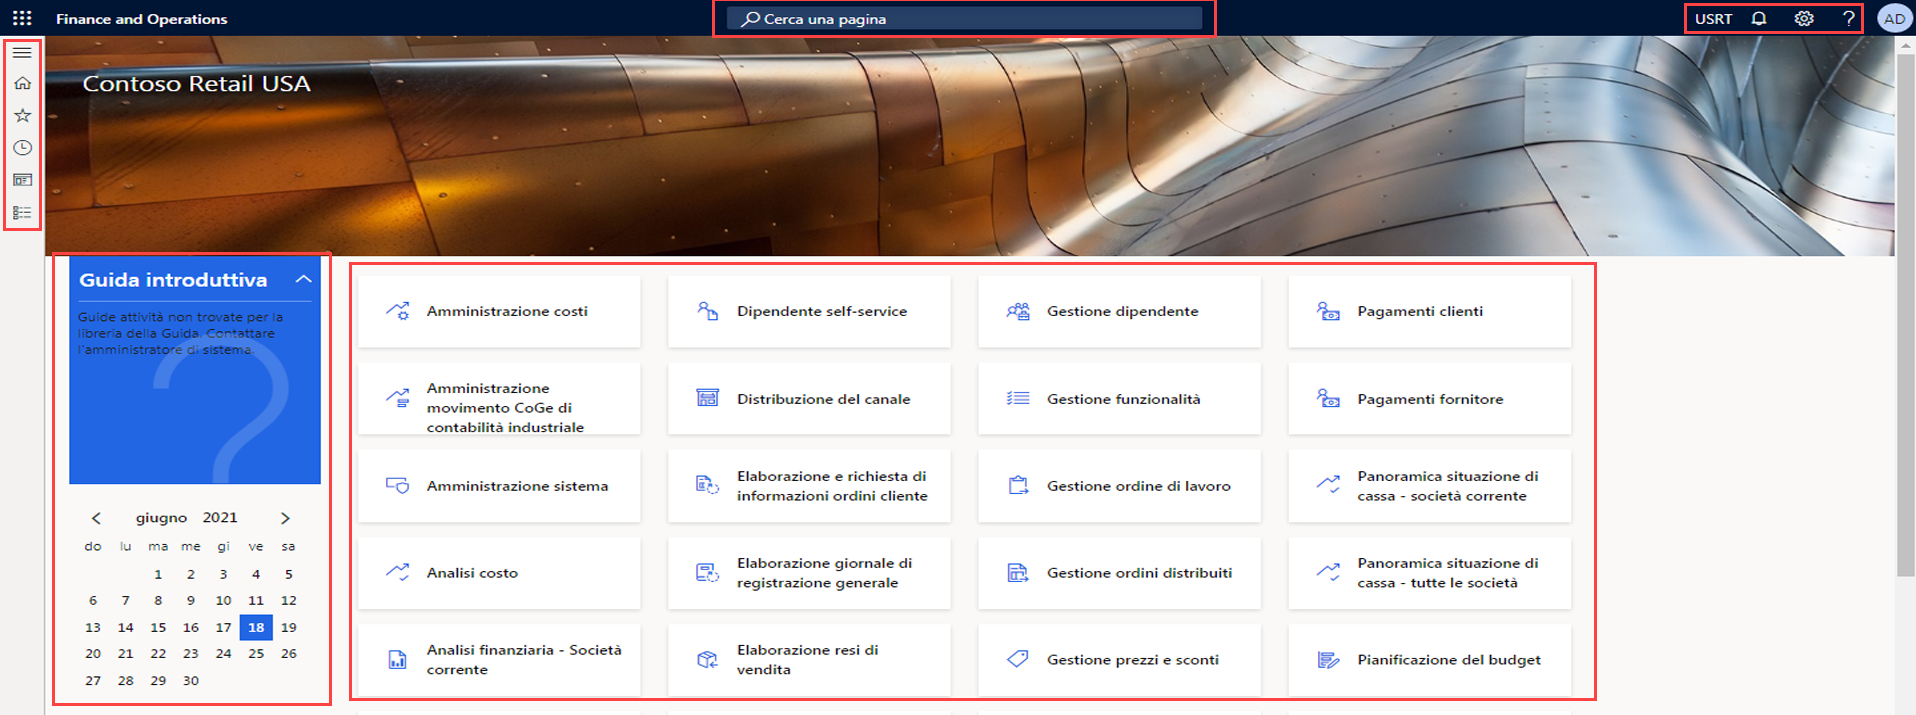 Finance and Operations
Cerca una pagina
USRT
AD
Contoso Retail USA
Guida introduttiva
Guide attività non trovate per la
libreria della Guida. Contattare
l'amministratore di sistema.
giugno 2021
do lu ma me gi ve sa
1 2 3 4 5
6 7 8 9 10 11 12
13 14 15 16 17 18 19
20 21 22 23 24 25 26
27 28 29 30
Amministrazione costi
Dipendente self-service
Gestione dipendente
Pagamenti clienti
Amministrazione
movimento CoGe di
contabilità industriale
Distribuzione del canale
Gestione funzionalità
Pagamenti fornitore
Amministrazione sistema
Elaborazione e richiesta di
informazioni ordini cliente
Gestione ordine di lavoro
Panoramica situazione di
cassa - società corrente
Analisi costo
Elaborazione giornale di
registrazione generale
Gestione ordini distribuiti
Panoramica situazione di
cassa - tutte le società
Analisi finanziaria - Società
corrente
Elaborazione resi di
vendita
Gestione prezzi e sconti
Pianificazione del budget